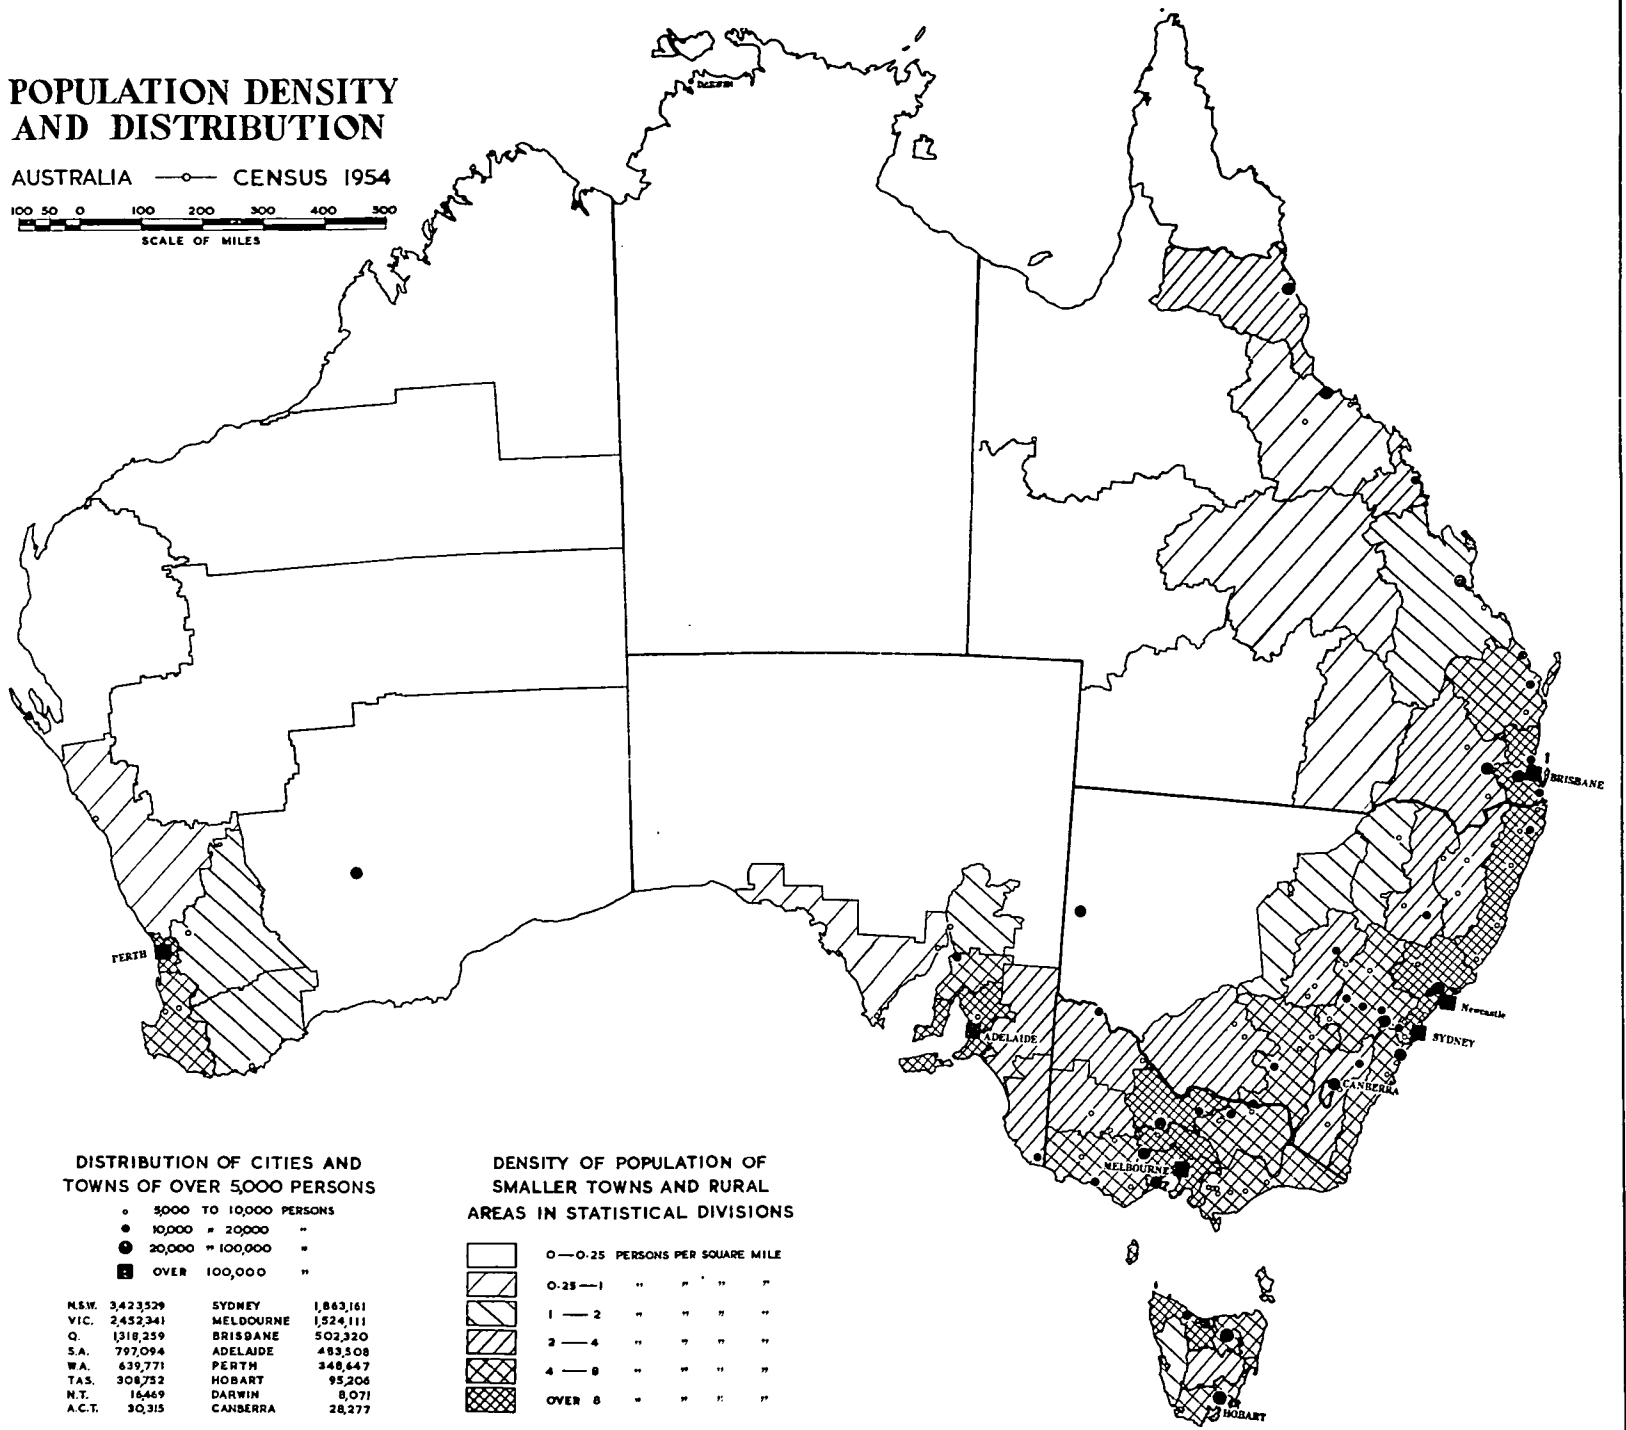 POPULATION DENSITY
AND DISTRIBUTION
AUSTRALIA CENSUS 1954
100 50 0 100 200 300 400 500
SCALE OF MILES
DARWIN
BRISBANE
PERTH
Newcastle
SYDNEY
ADELAIDE
CANBERRA
MELBOURNE
HOBART
DISTRIBUTION OF CITIES AND
TOWNS OF OVER 5,000 PERSONS
5,000 TO 10,000 PERSONS
10,000 " 20,000 "
20,000 " 100,000 "
OVER 100,000 "
N.S.W. 3,423,529 SYDNEY 1,863,161
VIC. 2,452,341 MELBOURNE 1,524,111
Q. 1,318,259 BRISBANE 502,320
S.A. 797,094 ADELAIDE 483,508
W.A. 639,771 PERTH 348,647
TAS. 308,752 HOBART 95,206
N.T. 16,469 DARWIN 8,071
A.C.T. 30,315 CANBERRA 28,277
DENSITY OF POPULATION OF
SMALLER TOWNS AND RURAL
AREAS IN STATISTICAL DIVISIONS
0—0·25 PERSONS PER SQUARE MILE
0·25—1 " " " "
1—2 " " " "
2—4 " " " "
4—8 " " " "
OVER 8 " " " "